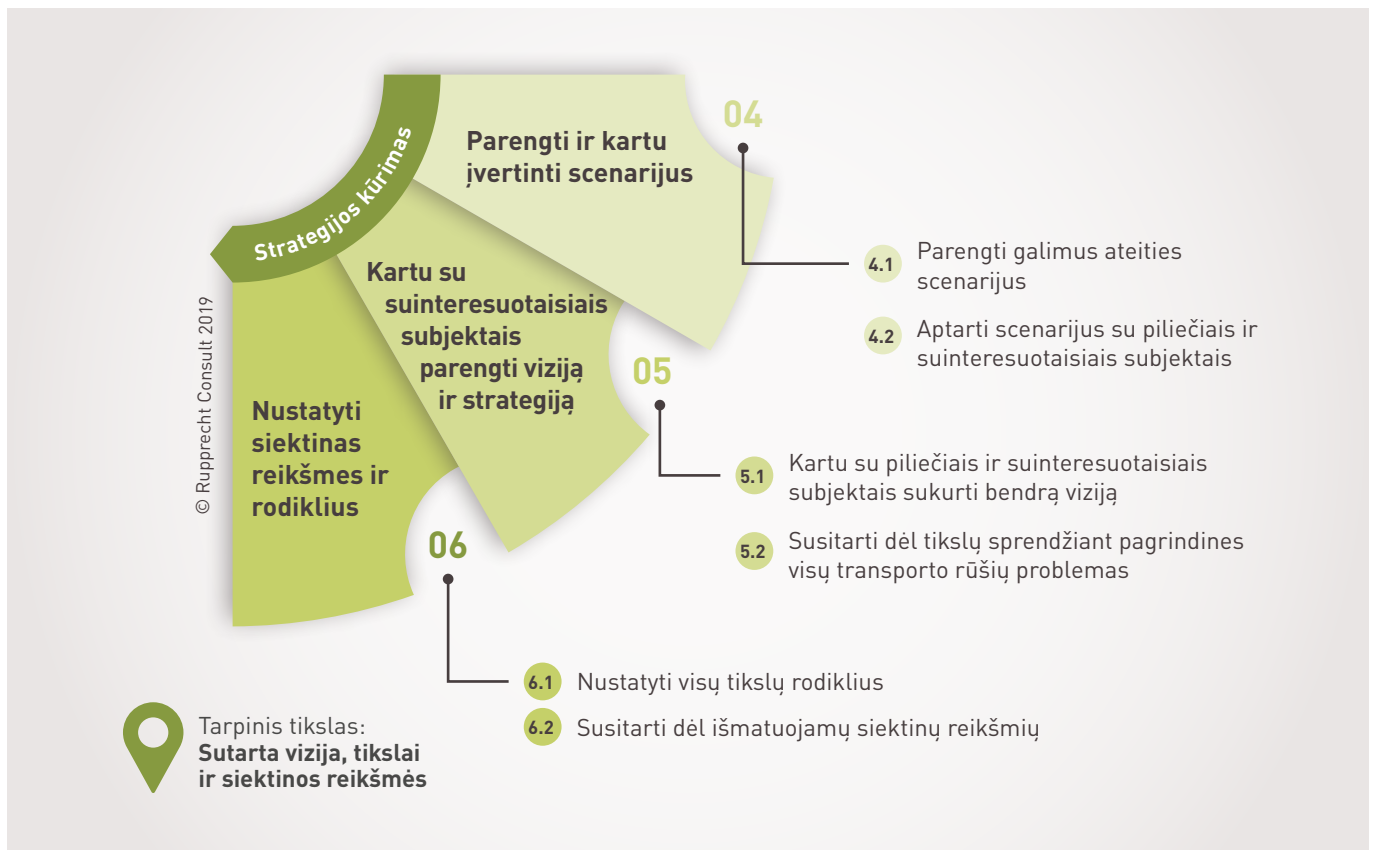 Strategijos kūrimas
Parengti ir kartu
įvertinti scenarijus
04
4.1 Parengti galimus ateities
scenarijus
4.2 Aptarti scenarijus su piliečiais ir
suinteresuotaisiais subjektais
Kartu su
suinteresuotaisiais
subjektais
parengti viziją
ir strategiją
05
5.1 Kartu su piliečiais ir suinteresuotaisiais
subjektais sukurti bendrą viziją
5.2 Susitarti dėl tikslų sprendžiant pagrindines
visų transporto rūšių problemas
Nustatyti
siektinas
reikšmes ir
rodiklius
06
6.1 Nustatyti visų tikslų rodiklius
6.2 Susitarti dėl išmatuojamų siektinų reikšmių
Tarpinis tikslas:
Sutarta vizija, tikslai
ir siektinos reikšmės
© Rupprecht Consult 2019